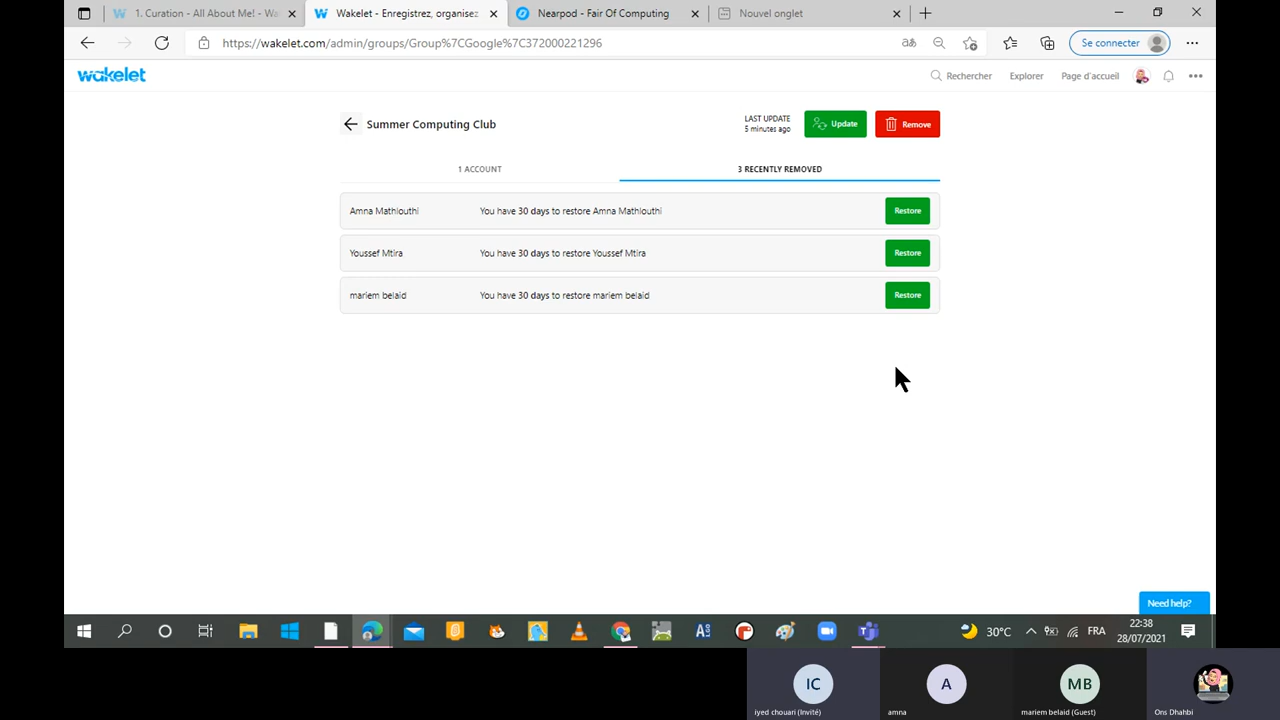 1. Curation - All About Me! - Wa
Wakelet - Enregistrez, organisez
Nearpod - Fair Of Computing
Nouvel onglet
https://wakelet.com/admin/groups/Group%7CGoogle%7C372000221296
Se connecter
wakelet
Rechercher
Explorer
Page d'accueil
Summer Computing Club
LAST UPDATE
5 minutes ago
Update
Remove
1 ACCOUNT
3 RECENTLY REMOVED
Amna Mathlouthi
You have 30 days to restore Amna Mathlouthi
Restore
Youssef Mtira
You have 30 days to restore Youssef Mtira
Restore
mariem belaid
You have 30 days to restore mariem belaid
Restore
Need help?
30°C
FRA
22:38
28/07/2021
IC
iyed chouari (Invité)
A
amna
MB
mariem belaid (Guest)
Ons Dhahbi